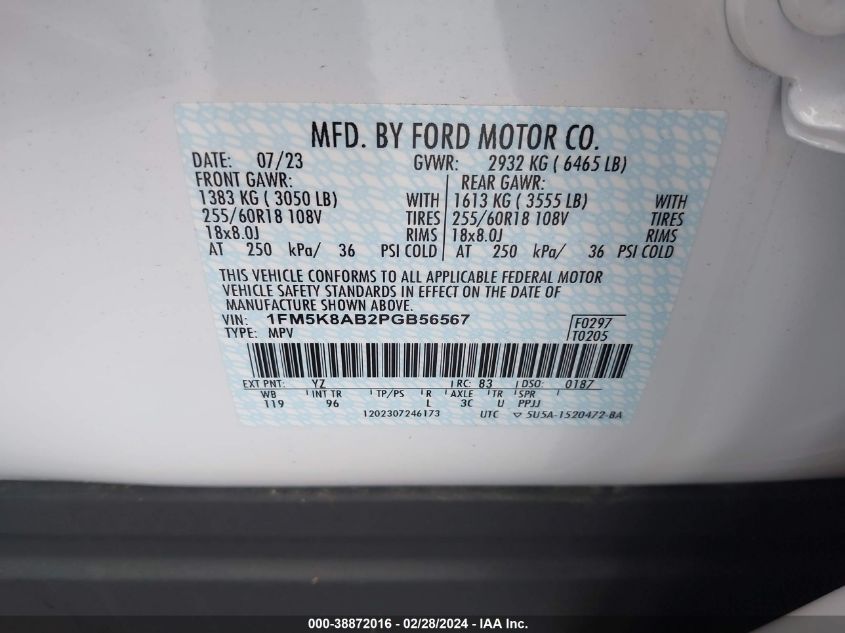 MFD. BY FORD MOTOR CO.
DATE: 07/23 GVWR: 2932 KG ( 6465 LB)
FRONT GAWR: REAR GAWR:
1383 KG ( 3050 LB) WITH 1613 KG ( 3555 LB) WITH
255/60R18 108V TIRES 255/60R18 108V TIRES
18x8.0J RIMS 18x8.0J RIMS
AT 250 kPa/ 36 PSI COLD AT 250 kPa/ 36 PSI COLD
THIS VEHICLE CONFORMS TO ALL APPLICABLE FEDERAL MOTOR
VEHICLE SAFETY STANDARDS IN EFFECT ON THE DATE OF
MANUFACTURE SHOWN ABOVE.
VIN: 1FM5K8AB2PGB56567 F0297
TYPE: MPV T0205
EXT PNT: YZ RC: 83 DSO: 0187
WB INT TR TP/PS R AXLE TR SPR
119 96 L 3C U PPJJ
1202307246173 UTC 5U5A-1520472-BA
000-38872016 - 02/28/2024 - IAAI.com